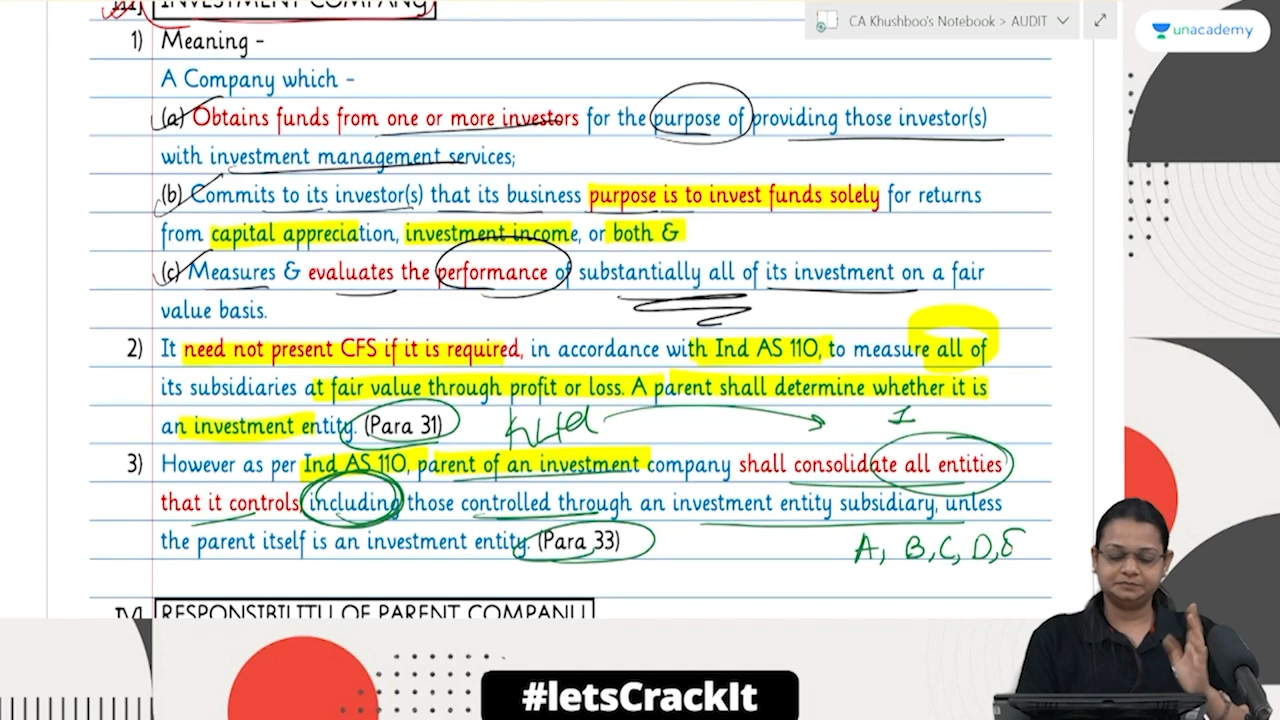 III] INVESTMENT COMPANY
CA Khushboo's Notebook > AUDIT
unacademy
1) Meaning -
A Company which -
(a) Obtains funds from one or more investors for the purpose of providing those investor(s)
with investment management services;
(b) Commits to its investor(s) that its business purpose is to invest funds solely for returns
from capital appreciation, investment income, or both &
(c) Measures & evaluates the performance of substantially all of its investment on a fair
value basis.
2) It need not present CFS if it is required, in accordance with Ind AS 110, to measure all of
its subsidiaries at fair value through profit or loss. A parent shall determine whether it is
an investment entity. (Para 31)
K Ltd
I
3) However as per Ind AS 110, parent of an investment company shall consolidate all entities
that it controls, including those controlled through an investment entity subsidiary, unless
the parent itself is an investment entity. (Para 33)
A, B, C, D,
RESPONSIBILITY OF PARENT COMPANY
#letsCrackIt